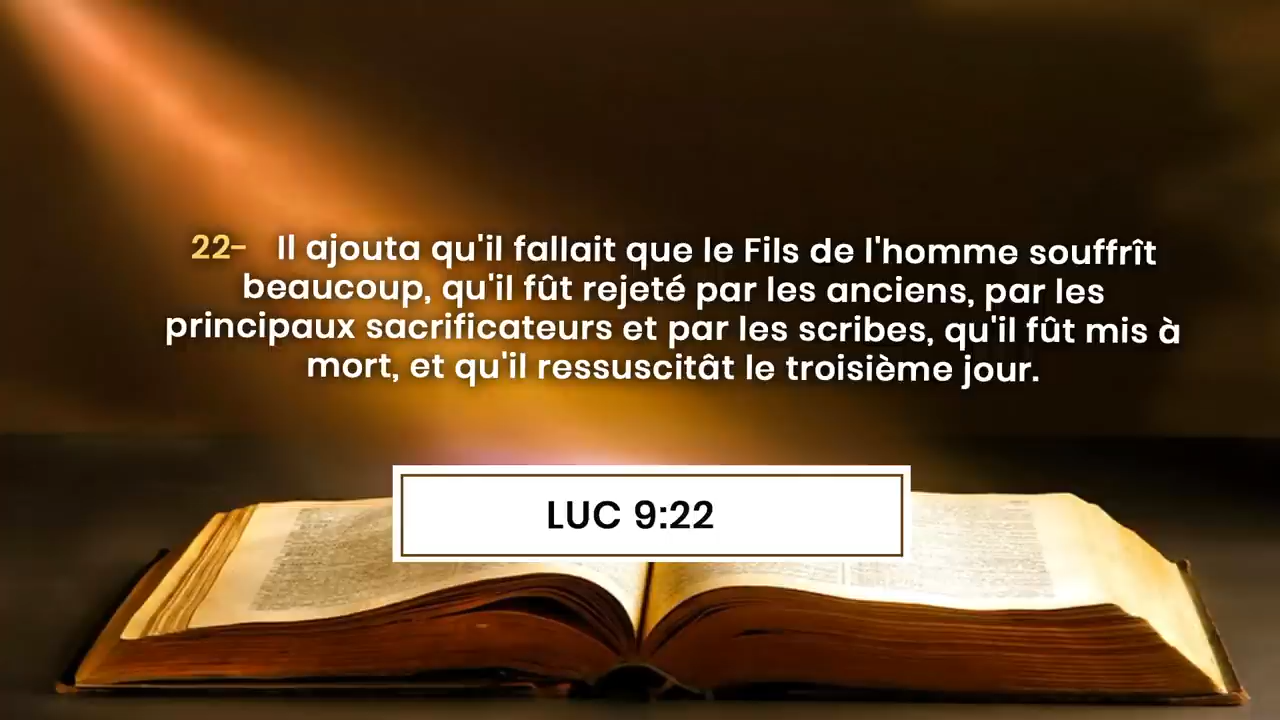 22- Il ajouta qu'il fallait que le Fils de l'homme souffrît
beaucoup, qu'il fût rejeté par les anciens, par les
principaux sacrificateurs et par les scribes, qu'il fût mis à
mort, et qu'il ressuscitât le troisième jour.
LUC 9:22